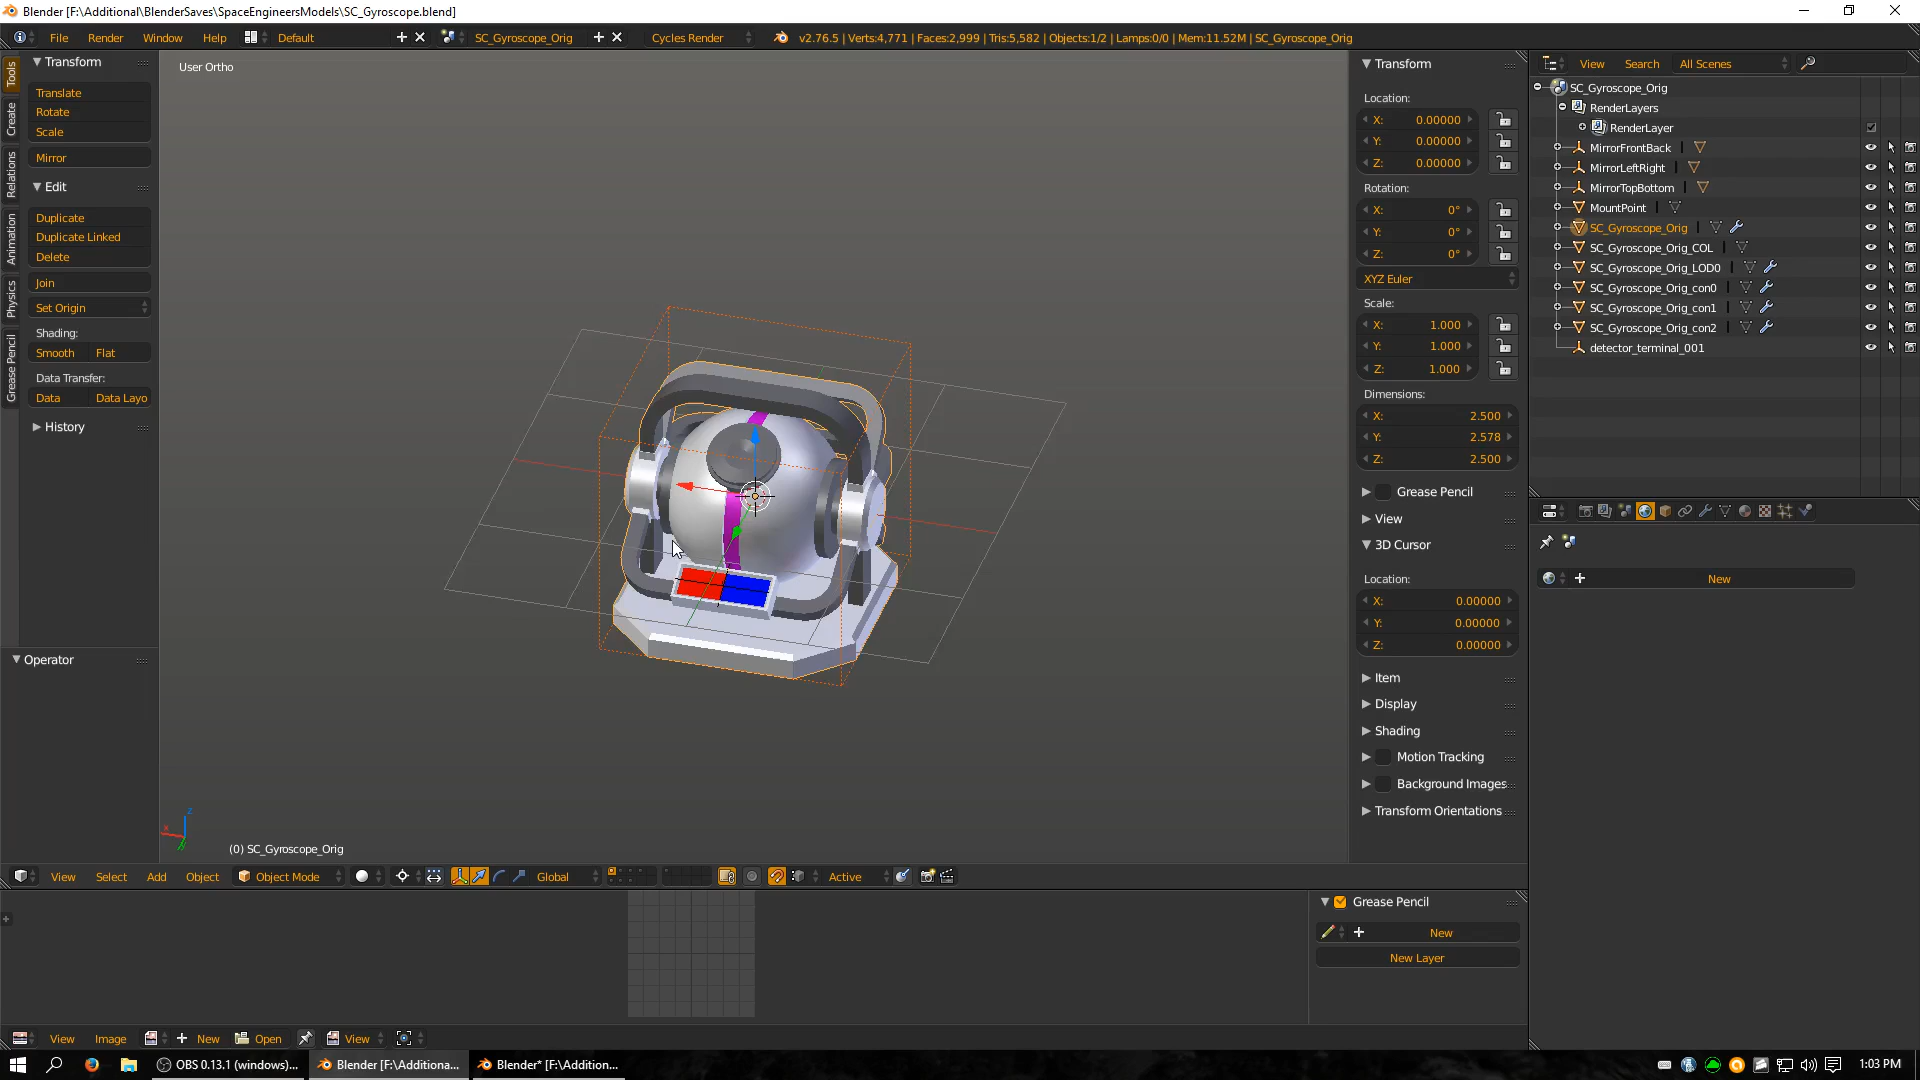 Blender [F:\Additional\BlenderSaves\SpaceEngineersModels\SC_Gyroscope.blend]
File Render Window Help Default SC_Gyroscope_Orig Cycles Render v2.76.5 | Verts:4,771 | Faces:2,999 | Tris:5,582 | Objects:1/2 | Lamps:0/0 | Mem:11.52M | SC_Gyroscope_Orig
Tools
Create
Relations
Animation
Physics
Grease Pencil
Transform
Translate
Rotate
Scale
Mirror
Edit
Duplicate
Duplicate Linked
Delete
Join
Set Origin
Shading:
Smooth Flat
Data Transfer:
Data Data Layo
History
Operator
User Ortho
(0) SC_Gyroscope_Orig
Transform
Location:
X: 0.00000
Y: 0.00000
Z: 0.00000
Rotation:
X: 0°
Y: 0°
Z: 0°
XYZ Euler
Scale:
X: 1.000
Y: 1.000
Z: 1.000
Dimensions:
X: 2.500
Y: 2.578
Z: 2.500
Grease Pencil
View
3D Cursor
Location:
X: 0.00000
Y: 0.00000
Z: 0.00000
Item
Display
Shading
Motion Tracking
Background Images
Transform Orientations
View Search All Scenes
SC_Gyroscope_Orig
RenderLayers
RenderLayer
MirrorFrontBack
MirrorLeftRight
MirrorTopBottom
MountPoint
SC_Gyroscope_Orig
SC_Gyroscope_Orig_COL
SC_Gyroscope_Orig_LOD0
SC_Gyroscope_Orig_con0
SC_Gyroscope_Orig_con1
SC_Gyroscope_Orig_con2
detector_terminal_001
New
View Select Add Object Object Mode Global Active
Grease Pencil
New
New Layer
View Image New Open View
OBS 0.13.1 (windows)... Blender [F:\Additiona... Blender* [F:\Addition... 1:03 PM